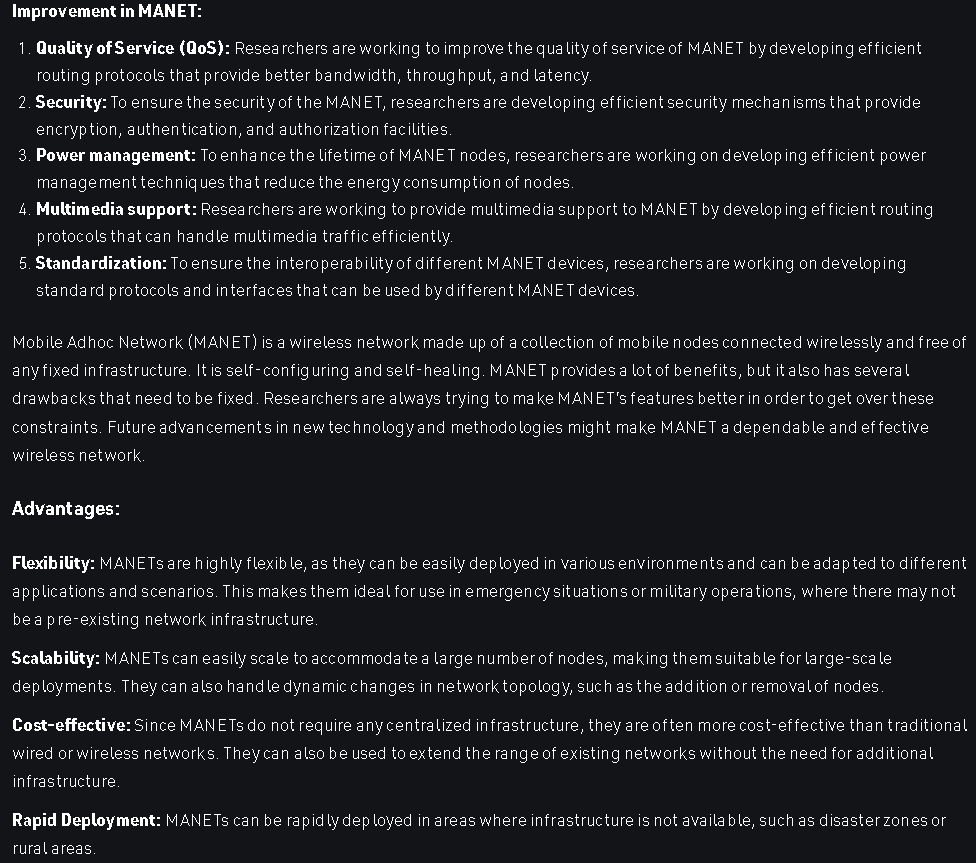 Improvement in MANET:
1. Quality of Service (QoS): Researchers are working to improve the quality of service of MANET by developing efficient
routing protocols that provide better bandwidth, throughput, and latency.
2. Security: To ensure the security of the MANET, researchers are developing efficient security mechanisms that provide
encryption, authentication, and authorization facilities.
3. Power management: To enhance the lifetime of MANET nodes, researchers are working on developing efficient power
management techniques that reduce the energy consumption of nodes.
4. Multimedia support: Researchers are working to provide multimedia support to MANET by developing efficient routing
protocols that can handle multimedia traffic efficiently.
5. Standardization: To ensure the interoperability of different MANET devices, researchers are working on developing
standard protocols and interfaces that can be used by different MANET devices.
Mobile Adhoc Network (MANET) is a wireless network made up of a collection of mobile nodes connected wirelessly and free of
any fixed infrastructure. It is self-configuring and self-healing. MANET provides a lot of benefits, but it also has several
drawbacks that need to be fixed. Researchers are always trying to make MANET's features better in order to get over these
constraints. Future advancements in new technology and methodologies might make MANET a dependable and effective
wireless network.
Advantages:
Flexibility: MANETs are highly flexible, as they can be easily deployed in various environments and can be adapted to different
applications and scenarios. This makes them ideal for use in emergency situations or military operations, where there may not
be a pre-existing network infrastructure.
Scalability: MANETs can easily scale to accommodate a large number of nodes, making them suitable for large-scale
deployments. They can also handle dynamic changes in network topology, such as the addition or removal of nodes.
Cost-effective: Since MANETs do not require any centralized infrastructure, they are often more cost-effective than traditional
wired or wireless networks. They can also be used to extend the range of existing networks without the need for additional
infrastructure.
Rapid Deployment: MANETs can be rapidly deployed in areas where infrastructure is not available, such as disaster zones or
rural areas.